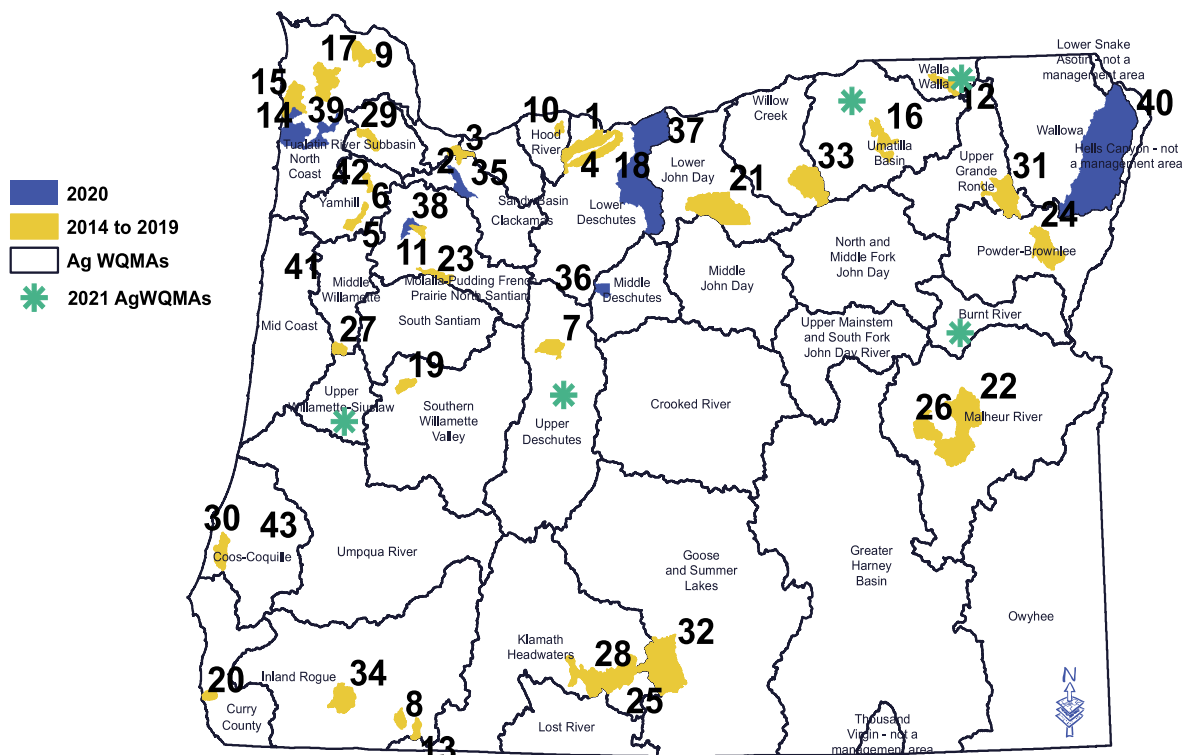 Lower Snake
Asotin - not a
management area
17
9
Walla
Walla
15
12
40
Willow
Creek
14
39
29
10
1
16
3
Hood
River
37
Tualatin River Subbasin
North
Coast
2
35
4
18
Lower
John Day
Umatilla
Basin
Wallowa
Hells Canyon - not
a management area
33
Upper
Grande
Ronde
31
42
21
2020
Yamhill
6
38
Sandy Basin
Clackamas
Lower
Deschutes
24
2014 to 2019
5
11
23
Powder-Brownlee
North and
Middle Fork
John Day
Ag WQMAs
41
Middle
Willamette
Molalla-Pudding French
Prairie North Santiam
36
Middle
Deschutes
Middle
John Day
2021 AgWQMAs
Mid Coast
27
South Santiam
7
Burnt River
Upper Mainstem
and South Fork
John Day River
19
Upper
Willamette-Siuslaw
Southern
Willamette
Valley
Upper
Deschutes
Crooked River
22
26
Malheur River
30
43
Coos-Coquille
Umpqua River
Goose
and Summer
Lakes
Greater
Harney
Basin
Owyhee
32
Klamath
Headwaters
28
Inland Rogue
34
20
25
8
N
Curry
County
13
Lost River
Thousand
Virgin - not a
management area